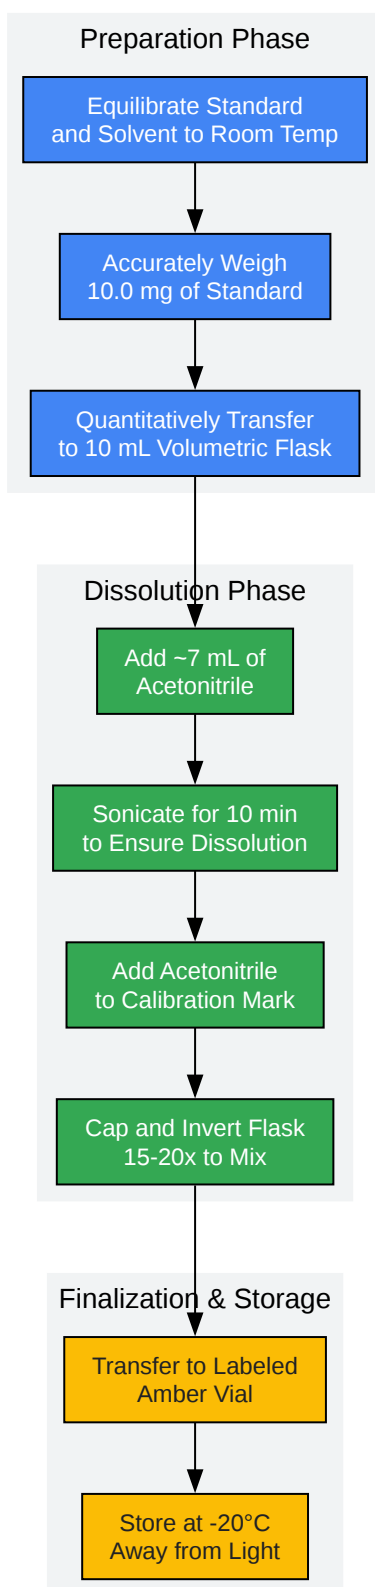 Preparation Phase
Equilibrate Standard
and Solvent to Room Temp
Accurately Weigh
10.0 mg of Standard
Quantitatively Transfer
to 10 mL Volumetric Flask
Dissolution Phase
Add ~7 mL of
Acetonitrile
Sonicate for 10 min
to Ensure Dissolution
Add Acetonitrile
to Calibration Mark
Cap and Invert Flask
15-20x to Mix
Finalization & Storage
Transfer to Labeled
Amber Vial
Store at -20°C
Away from Light